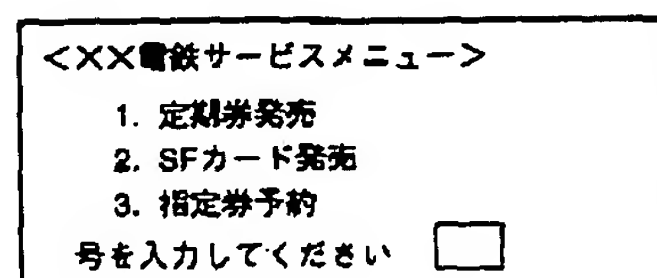 <××電鉄サービスメニュー>
1. 定期券発売
2. SFカード発売
3. 指定券予約
号を入力してください